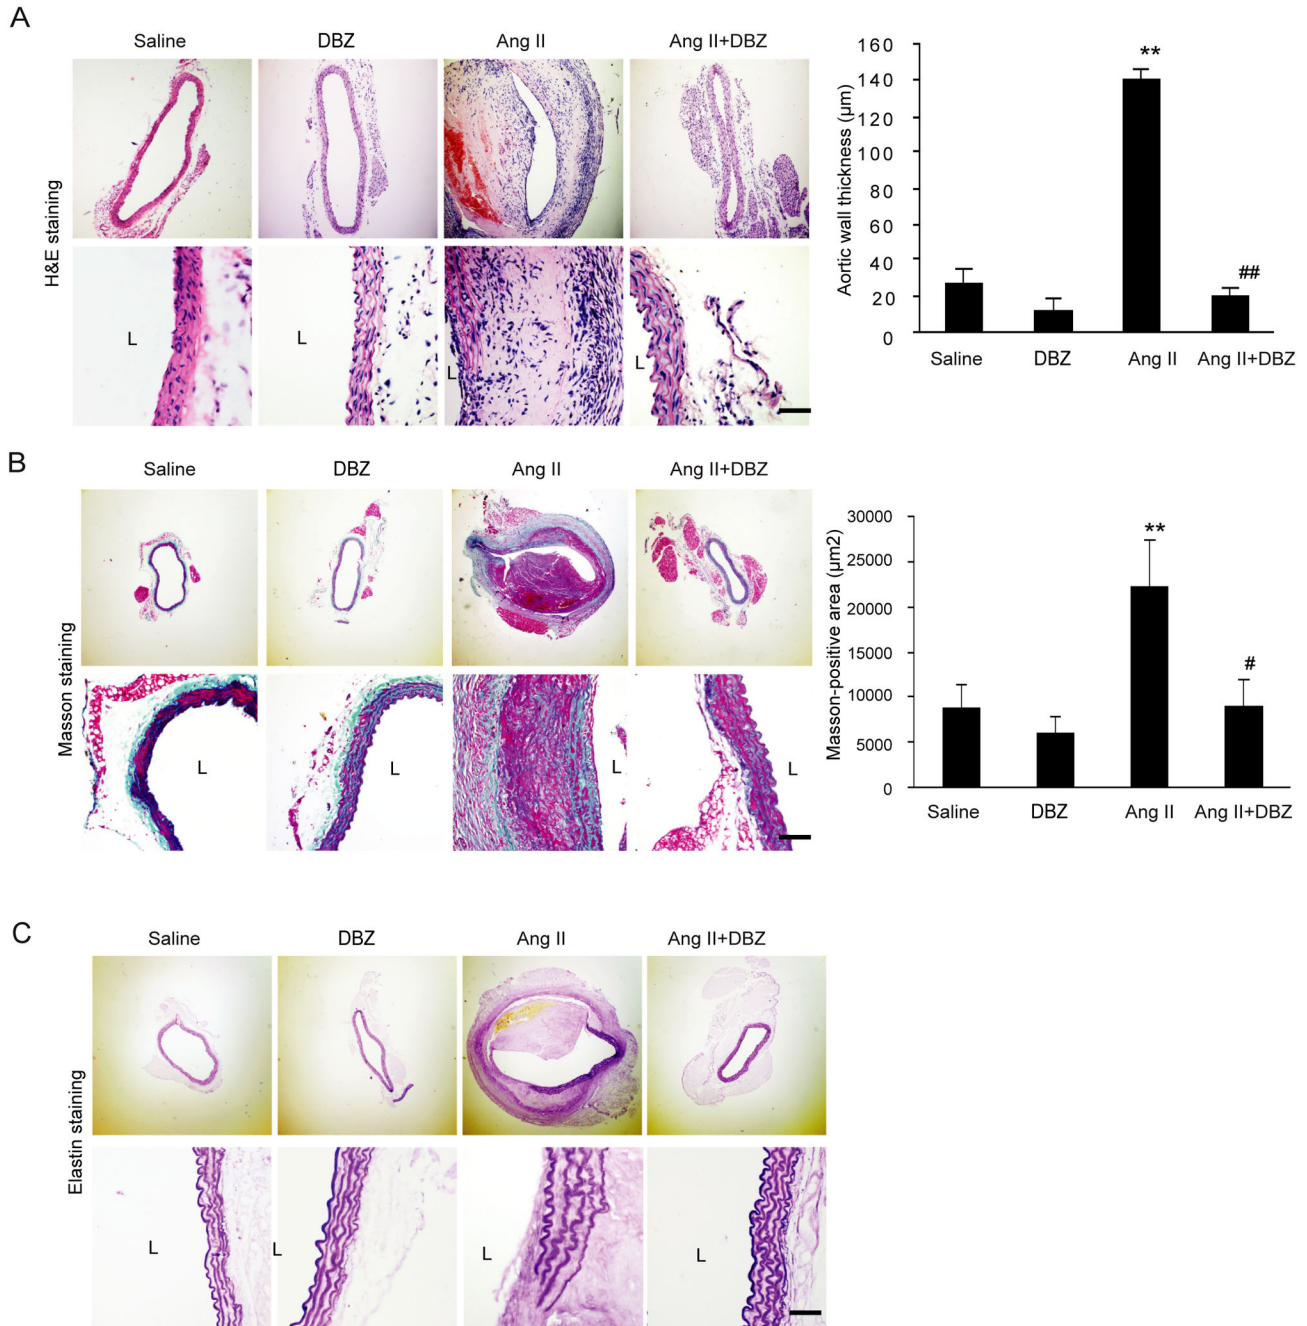 A
Saline DBZ Ang II Ang II+DBZ
H&E staining
L L L L
Aortic wall thickness (μm)
160
140
120
100
80
60
40
20
0
**
##
Saline DBZ Ang II Ang II+DBZ
B
Saline DBZ Ang II Ang II+DBZ
Masson staining
L L L L
Masson-positive area (μm2)
30000
25000
20000
15000
10000
5000
0
**
#
Saline DBZ Ang II Ang II+DBZ
C
Saline DBZ Ang II Ang II+DBZ
Elastin staining
L L L L